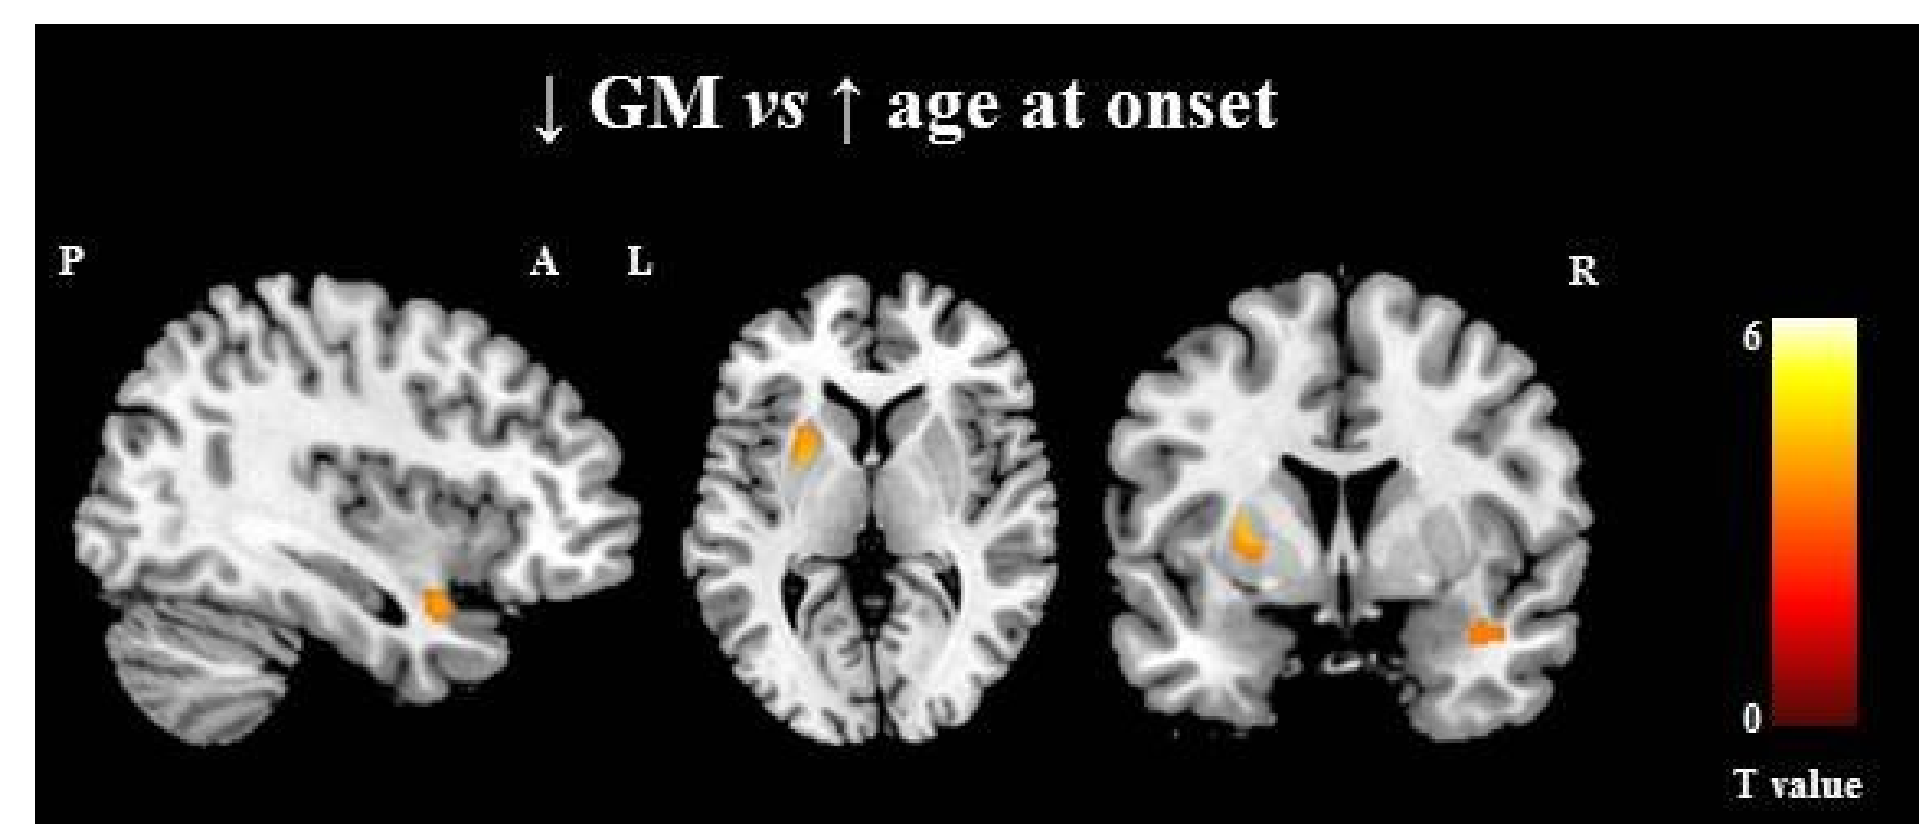 ↓ GM vs ↑ age at onset
P A L R
6
0
T value